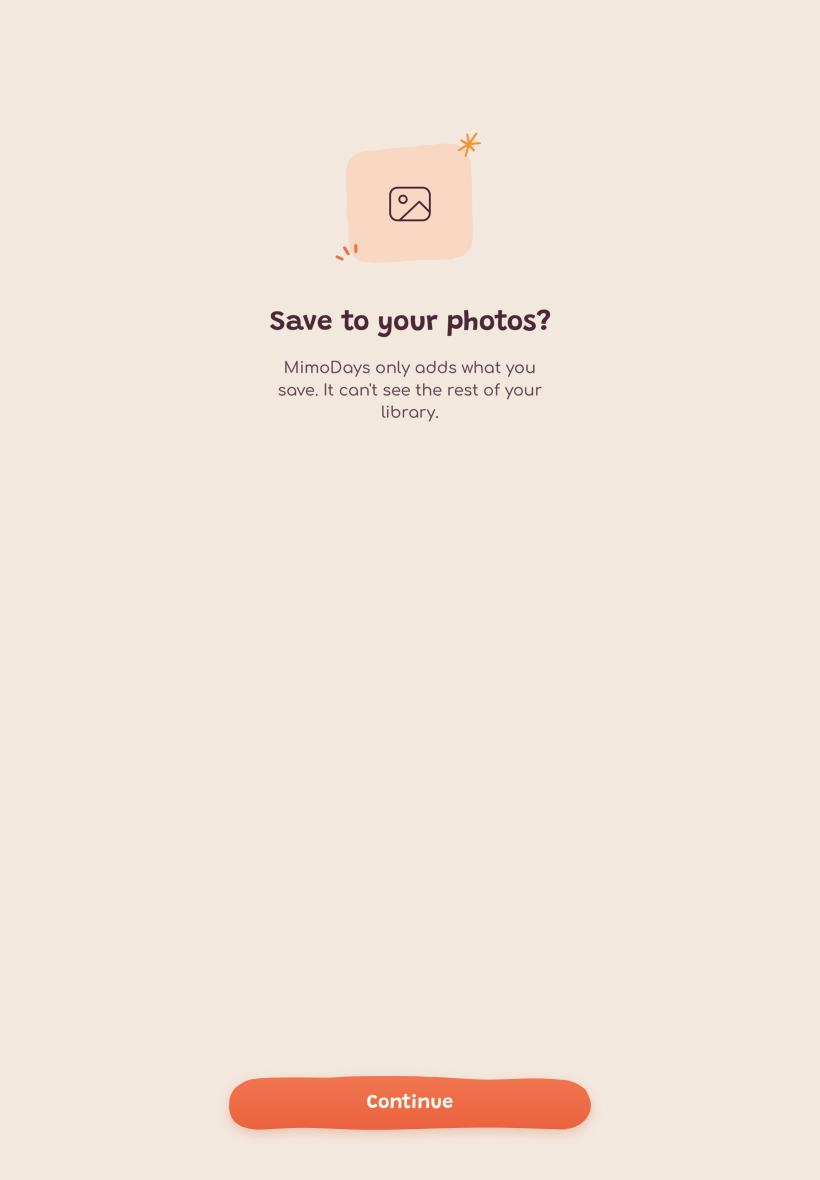 Save to your photos?
MimoDays only adds what you
save. It can't see the rest of your
library.
Continue